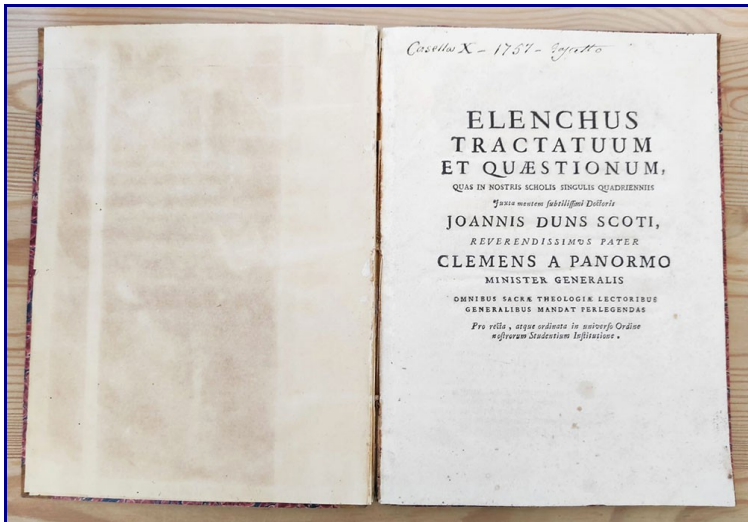 Casella X - 1757 -
ELENCHUS
TRACTATUUM
ET QUÆSTIONUM,
QUAS IN NOSTRIS SCHOLIS SINGULIS QUADRIENNIIS
Juxta mentem ſubtiliſſimi Doctoris
JOANNIS DUNS SCOTI,
REVERENDISSIMUS PATER
CLEMENS A PANORMO
MINISTER GENERALIS
OMNIBUS SACRÆ THEOLOGIÆ LECTORIBUS
GENERALIBUS MANDAT PERLEGENDAS
Pro recta, atque ordinata in univerſo Ordine
noſtrorum Studentium Inſtitutione.